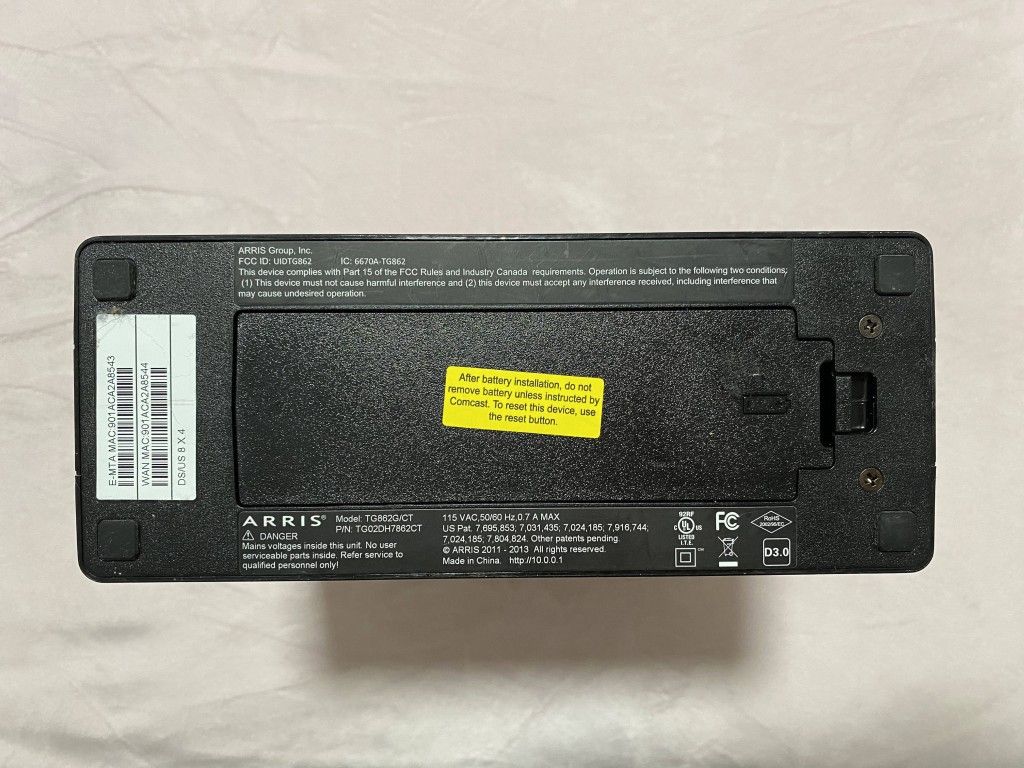 ARRIS Group, Inc.
FCC ID: UIDTG862 IC: 6670A-TG862
This device complies with Part 15 of the FCC Rules and Industry Canada requirements. Operation is subject to the following two conditions;
(1) This device must not cause harmful interference and (2) this device must accept any interference received, including interference that
may cause undesired operation.
E-MTA MAC:901ACA2A8543
WAN MAC:901ACA2A8544
DS/US 8 X 4
After battery installation, do not
remove battery unless instructed by
Comcast. To reset this device, use
the reset button.
ARRIS® Model: TG862G/CT
P/N: TG02DH7862CT
⚠ DANGER
Mains voltages inside this unit. No user
serviceable parts inside. Refer service to
qualified personnel only!
115 VAC,50/60 Hz,0.7 A MAX
US Pat. 7,695,853; 7,031,435; 7,024,185; 7,916,744;
7,024,185; 7,804,824. Other patents pending.
© ARRIS 2011 - 2013 All rights reserved.
Made in China. http://10.0.0.1
92RF
c UL US
LISTED
I.T.E.
FC
RoHS
2002/95/EC
D3.0